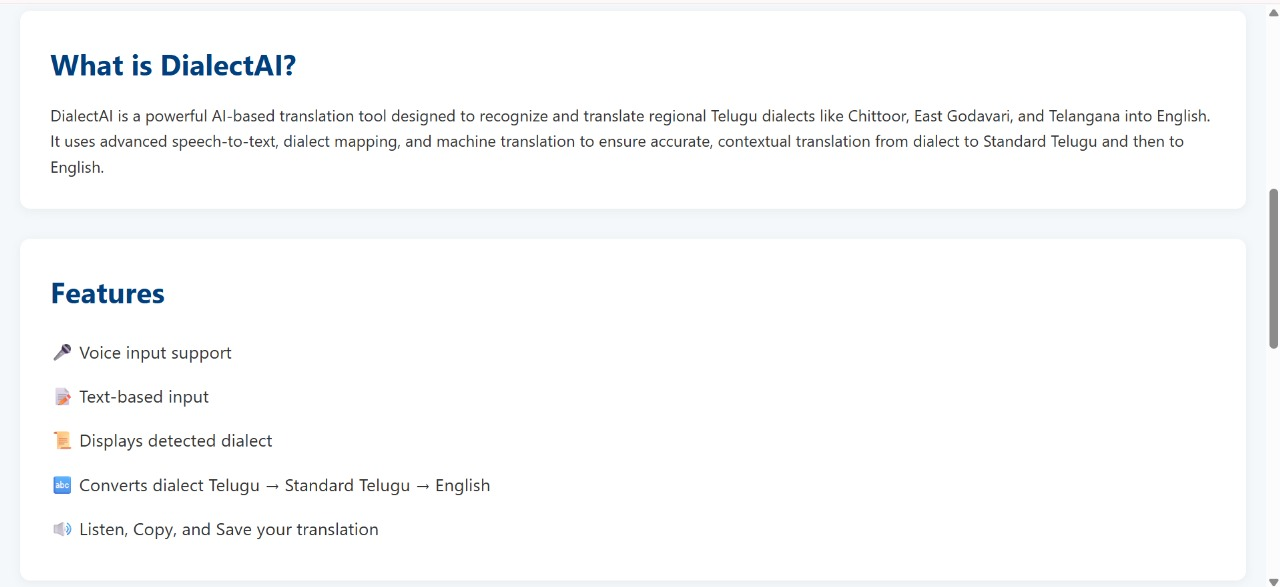 What is DialectAI?
DialectAI is a powerful AI-based translation tool designed to recognize and translate regional Telugu dialects like Chittoor, East Godavari, and Telangana into English.
It uses advanced speech-to-text, dialect mapping, and machine translation to ensure accurate, contextual translation from dialect to Standard Telugu and then to
English.
Features
🎤 Voice input support
📝 Text-based input
📜 Displays detected dialect
🔤 Converts dialect Telugu → Standard Telugu → English
🔊 Listen, Copy, and Save your translation